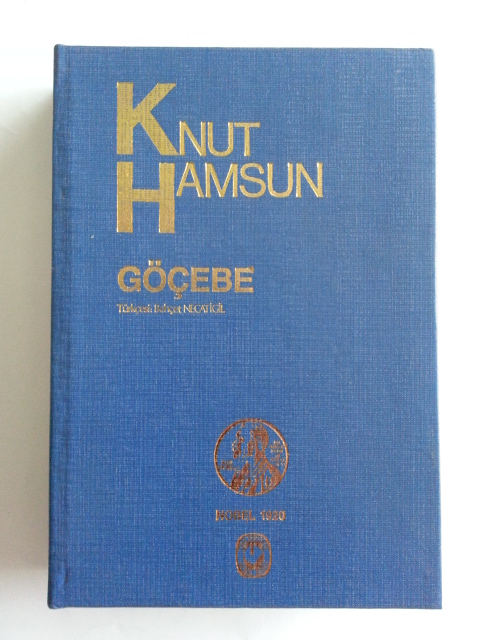 KNUT
HAMSUN
GÖÇEBE
Türkçesi: Behçet NECATİGİL
NOBEL 1920